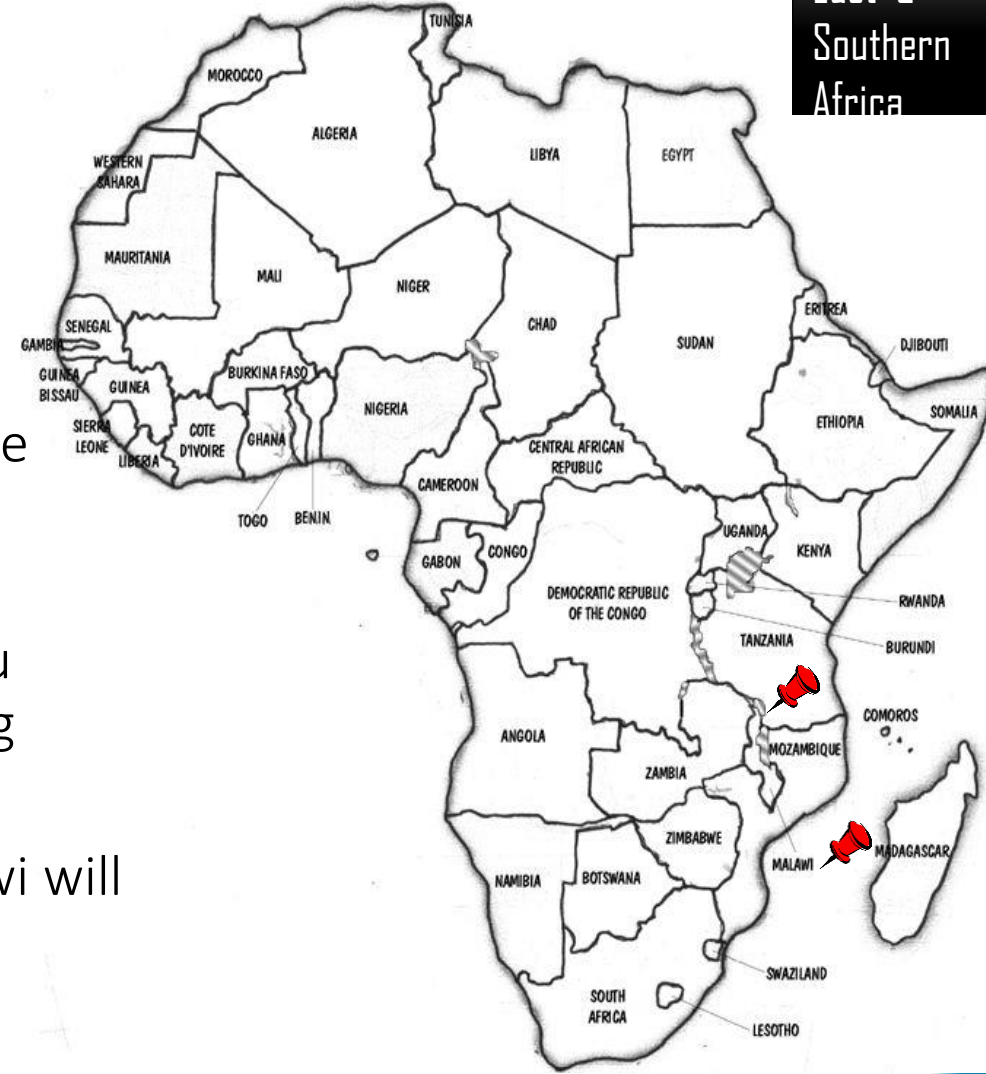 Southern
Africa
TUNISIA
MOROCCO
ALGERIA
LIBYA
EGYPT
WESTERN
SAHARA
MAURITANIA
MALI
NIGER
CHAD
SUDAN
ERITREA
DJIBOUTI
SENEGAL
GAMBIA
GUINEA
BISSAU
GUINEA
BURKINA FASO
NIGERIA
ETHIOPIA
SOMALIA
SIERRA
LEONE
LIBERIA
COTE
D'IVOIRE
GHANA
CENTRAL AFRICAN
REPUBLIC
CAMEROON
TOGO
BENIN
UGANDA
KENYA
GABON
CONGO
DEMOCRATIC REPUBLIC
OF THE CONGO
RWANDA
BURUNDI
TANZANIA
COMOROS
ANGOLA
MOZAMBIQUE
ZAMBIA
ZIMBABWE
MALAWI
MADAGASCAR
NAMIBIA
BOTSWANA
SWAZILAND
SOUTH
AFRICA
LESOTHO
e
u
g
wi will